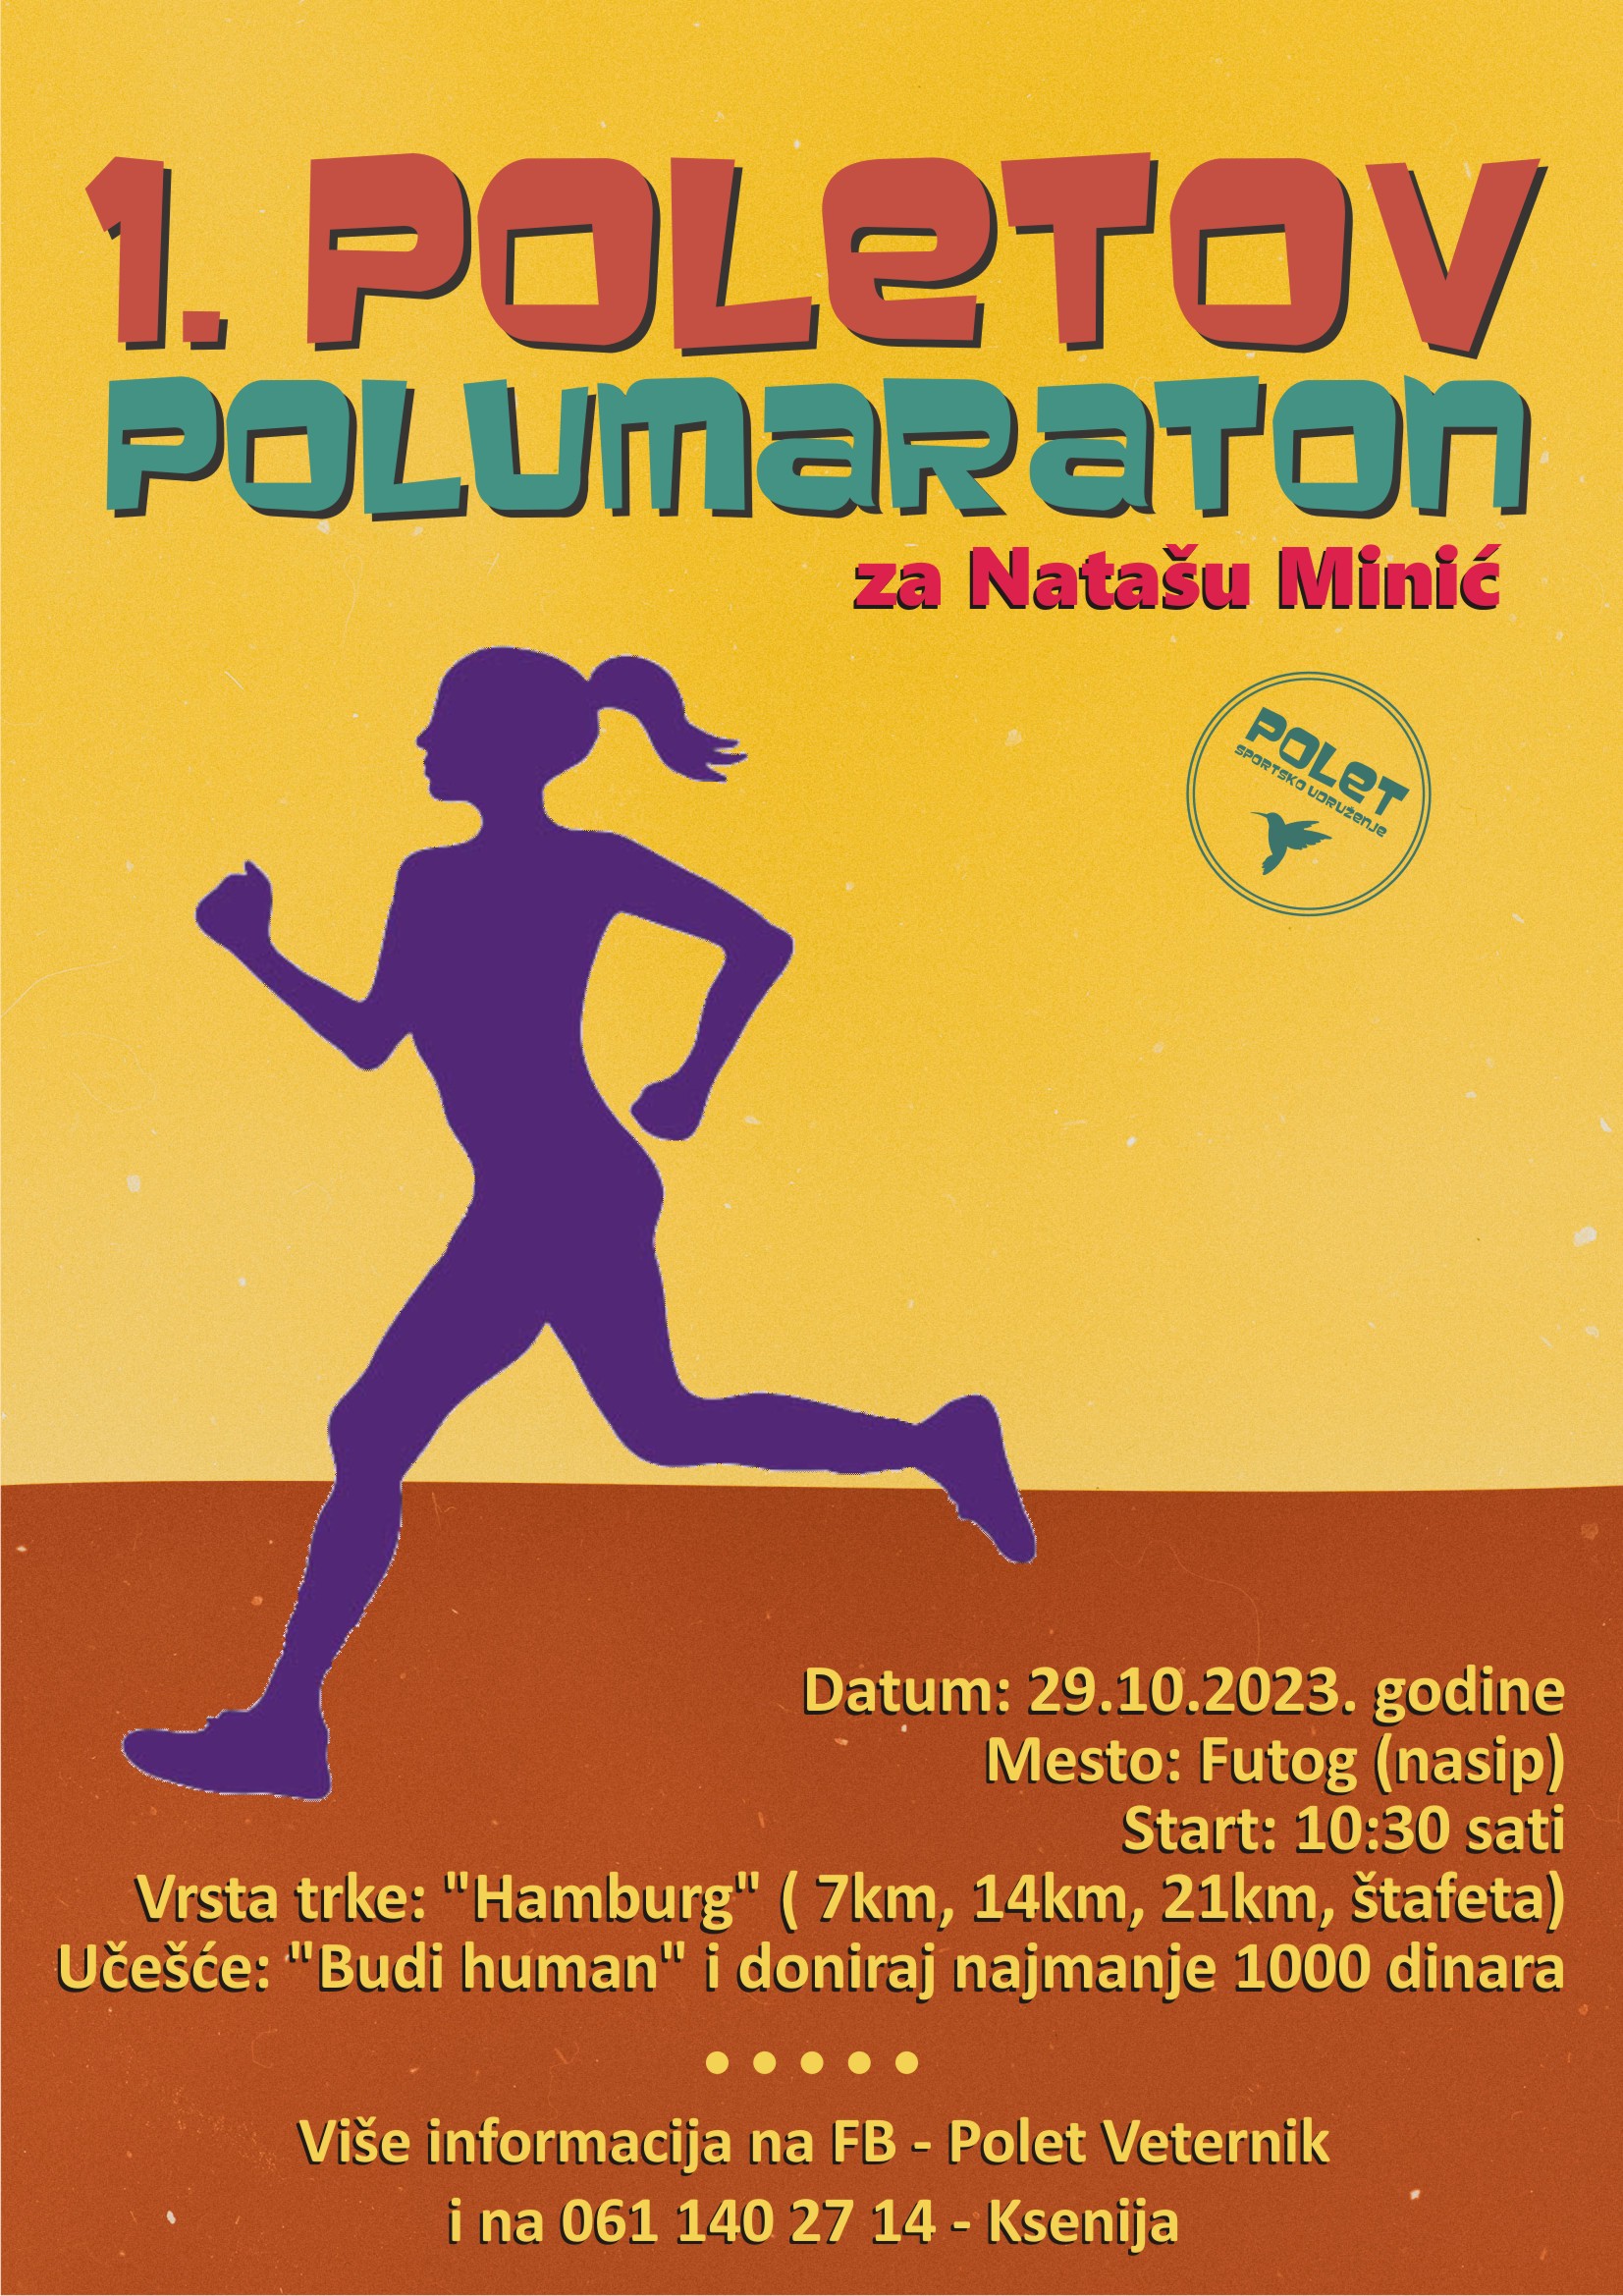 1. POLETOV
POLUMARATON
za Natašu Minić
POLET
SPORTSKO UDRUŽENJE
Datum: 29.10.2023. godine
Mesto: Futog (nasip)
Start: 10:30 sati
Vrsta trke: "Hamburg" ( 7km, 14km, 21km, štafeta)
Učešće: "Budi human" i doniraj najmanje 1000 dinara
Više informacija na FB - Polet Veternik
i na 061 140 27 14 - Ksenija